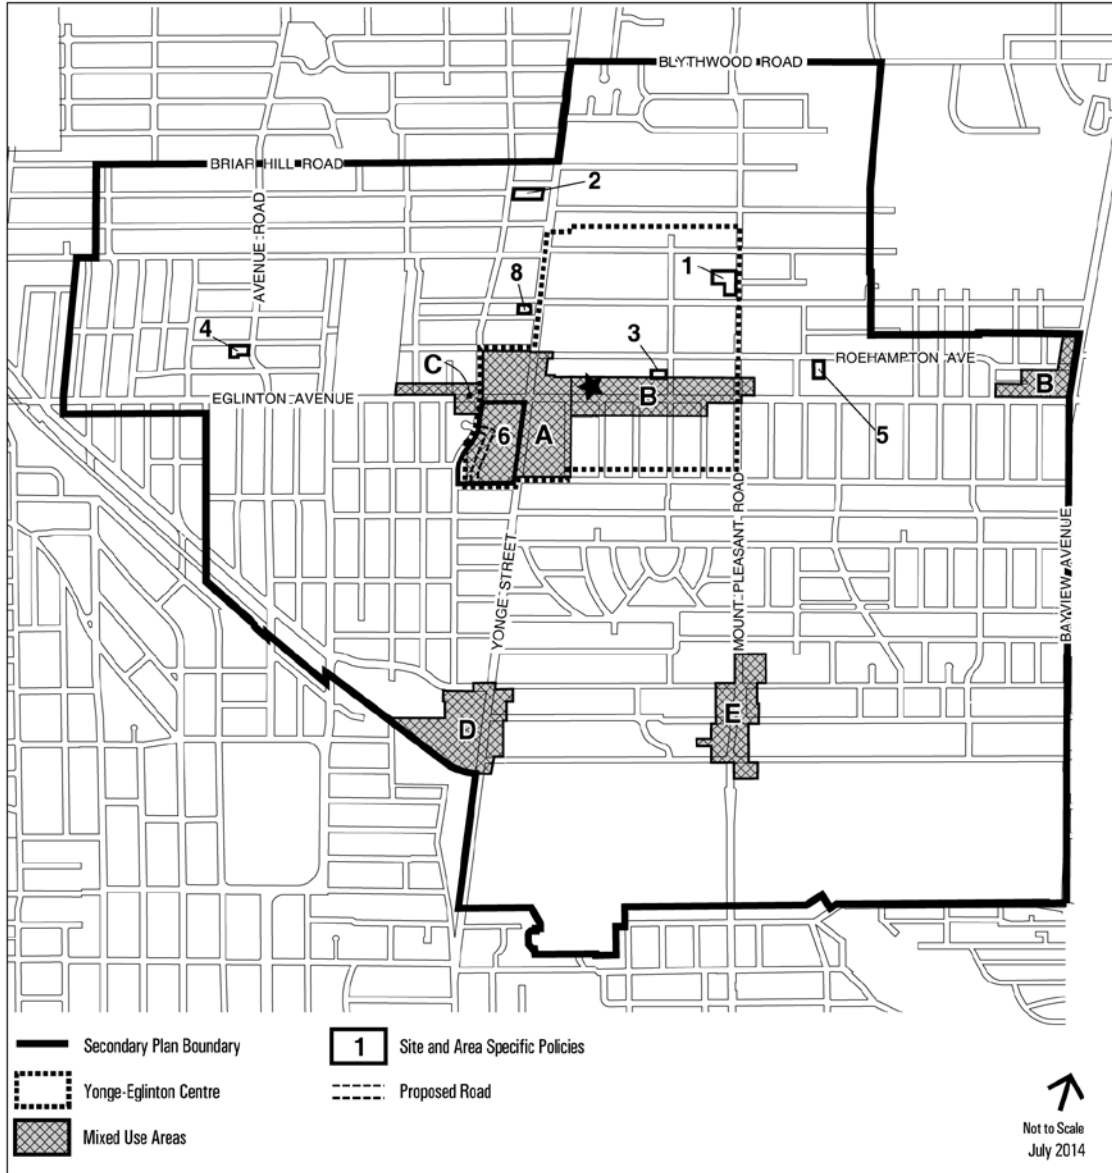 BLYTHWOOD ROAD
BRIAR HILL ROAD
2
AVENUE ROAD
1
8
4
3
ROEHAMPTON AVE
C
B
B
EGLINTON AVENUE
6
A
5
YONGE STREET
MOUNT PLEASANT ROAD
BAYVIEW AVENUE
D
E
Secondary Plan Boundary
1
Site and Area Specific Policies
Yonge-Eglinton Centre
Proposed Road
Mixed Use Areas
Not to Scale
July 2014